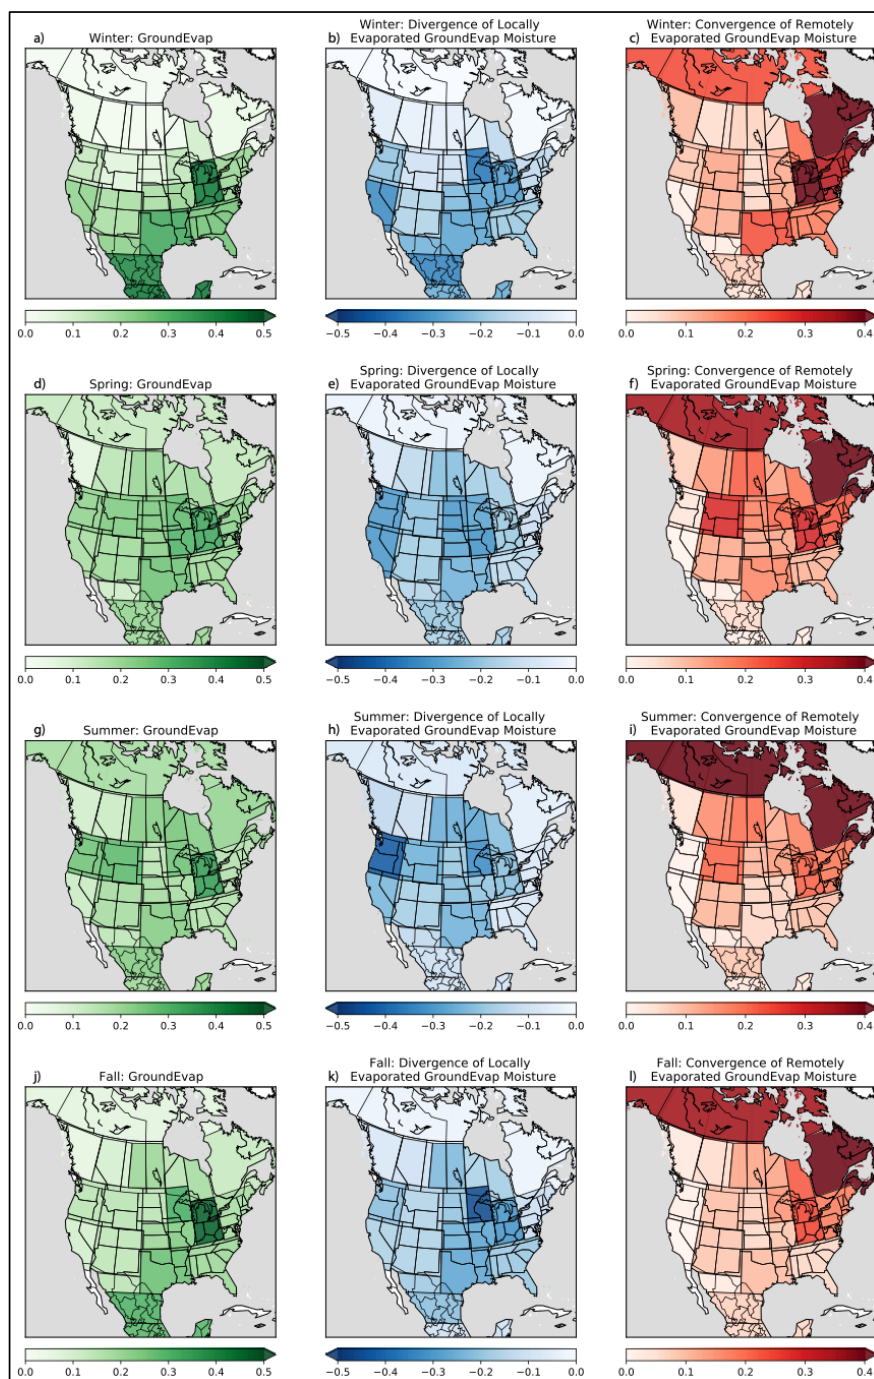 a) Winter: GroundEvap
b) Winter: Divergence of Locally
Evaporated GroundEvap Moisture
c) Winter: Convergence of Remotely
Evaporated GroundEvap Moisture
0.0 0.1 0.2 0.3 0.4 0.5
−0.5 −0.4 −0.3 −0.2 −0.1 0.0
0.0 0.1 0.2 0.3 0.4
d) Spring: GroundEvap
e) Spring: Divergence of Locally
Evaporated GroundEvap Moisture
f) Spring: Convergence of Remotely
Evaporated GroundEvap Moisture
0.0 0.1 0.2 0.3 0.4 0.5
−0.5 −0.4 −0.3 −0.2 −0.1 0.0
0.0 0.1 0.2 0.3 0.4
g) Summer: GroundEvap
h) Summer: Divergence of Locally
Evaporated GroundEvap Moisture
i) Summer: Convergence of Remotely
Evaporated GroundEvap Moisture
0.0 0.1 0.2 0.3 0.4 0.5
−0.5 −0.4 −0.3 −0.2 −0.1 0.0
0.0 0.1 0.2 0.3 0.4
j) Fall: GroundEvap
k) Fall: Divergence of Locally
Evaporated GroundEvap Moisture
l) Fall: Convergence of Remotely
Evaporated GroundEvap Moisture
0.0 0.1 0.2 0.3 0.4 0.5
−0.5 −0.4 −0.3 −0.2 −0.1 0.0
0.0 0.1 0.2 0.3 0.4